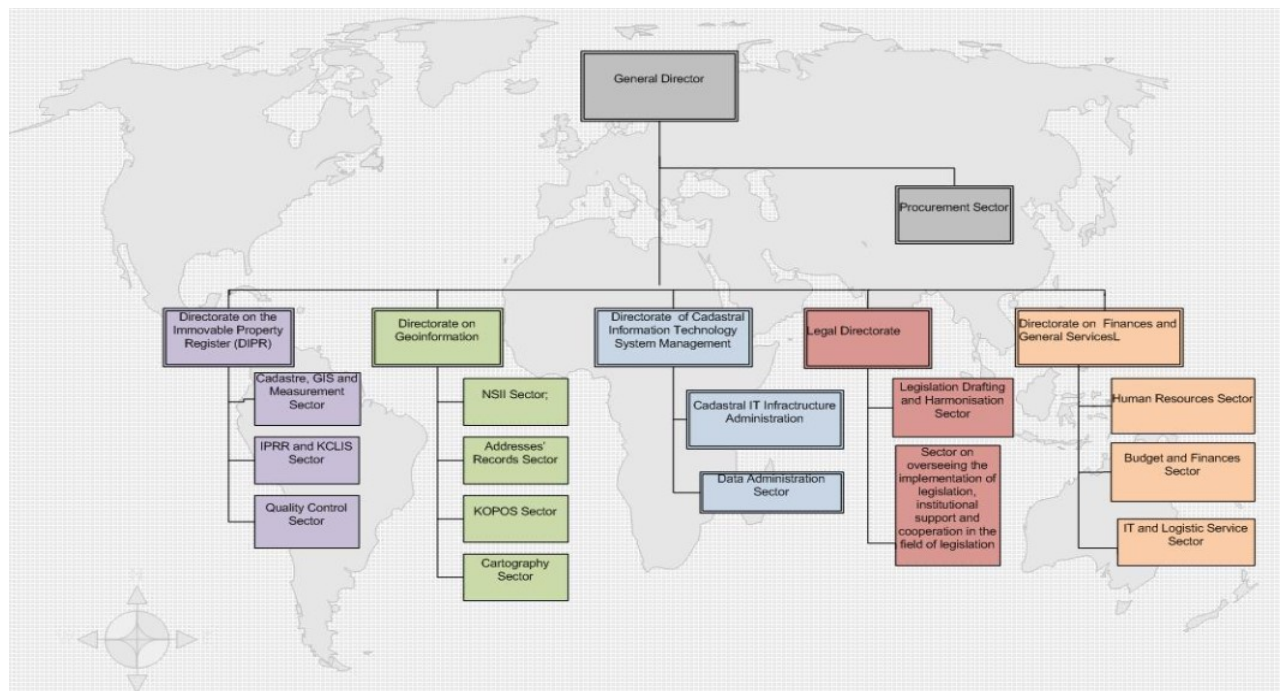 General Director
Procurement Sector
Directorate on the
Immovable Property
Register (DIPR)
Cadastre, GIS and
Measurement
Sector
IPRR and KCLIS
Sector
Quality Control
Sector
Directorate on
Geoinformation
NSII Sector;
Addresses'
Records Sector
KOPOS Sector
Cartography
Sector
Directorate of Cadastral
Information Technology
System Management
Cadastral IT Infractructure
Administration
Data Administration
Sector
Legal Directorate
Legislation Drafting
and Harmonisation
Sector
Sector on
overseeing the
implementation of
legislation,
institutional
support and
cooperation in the
field of legislation
Directorate on Finances and
General ServicesL
Human Resources Sector
Budget and Finances
Sector
IT and Logistic Service
Sector